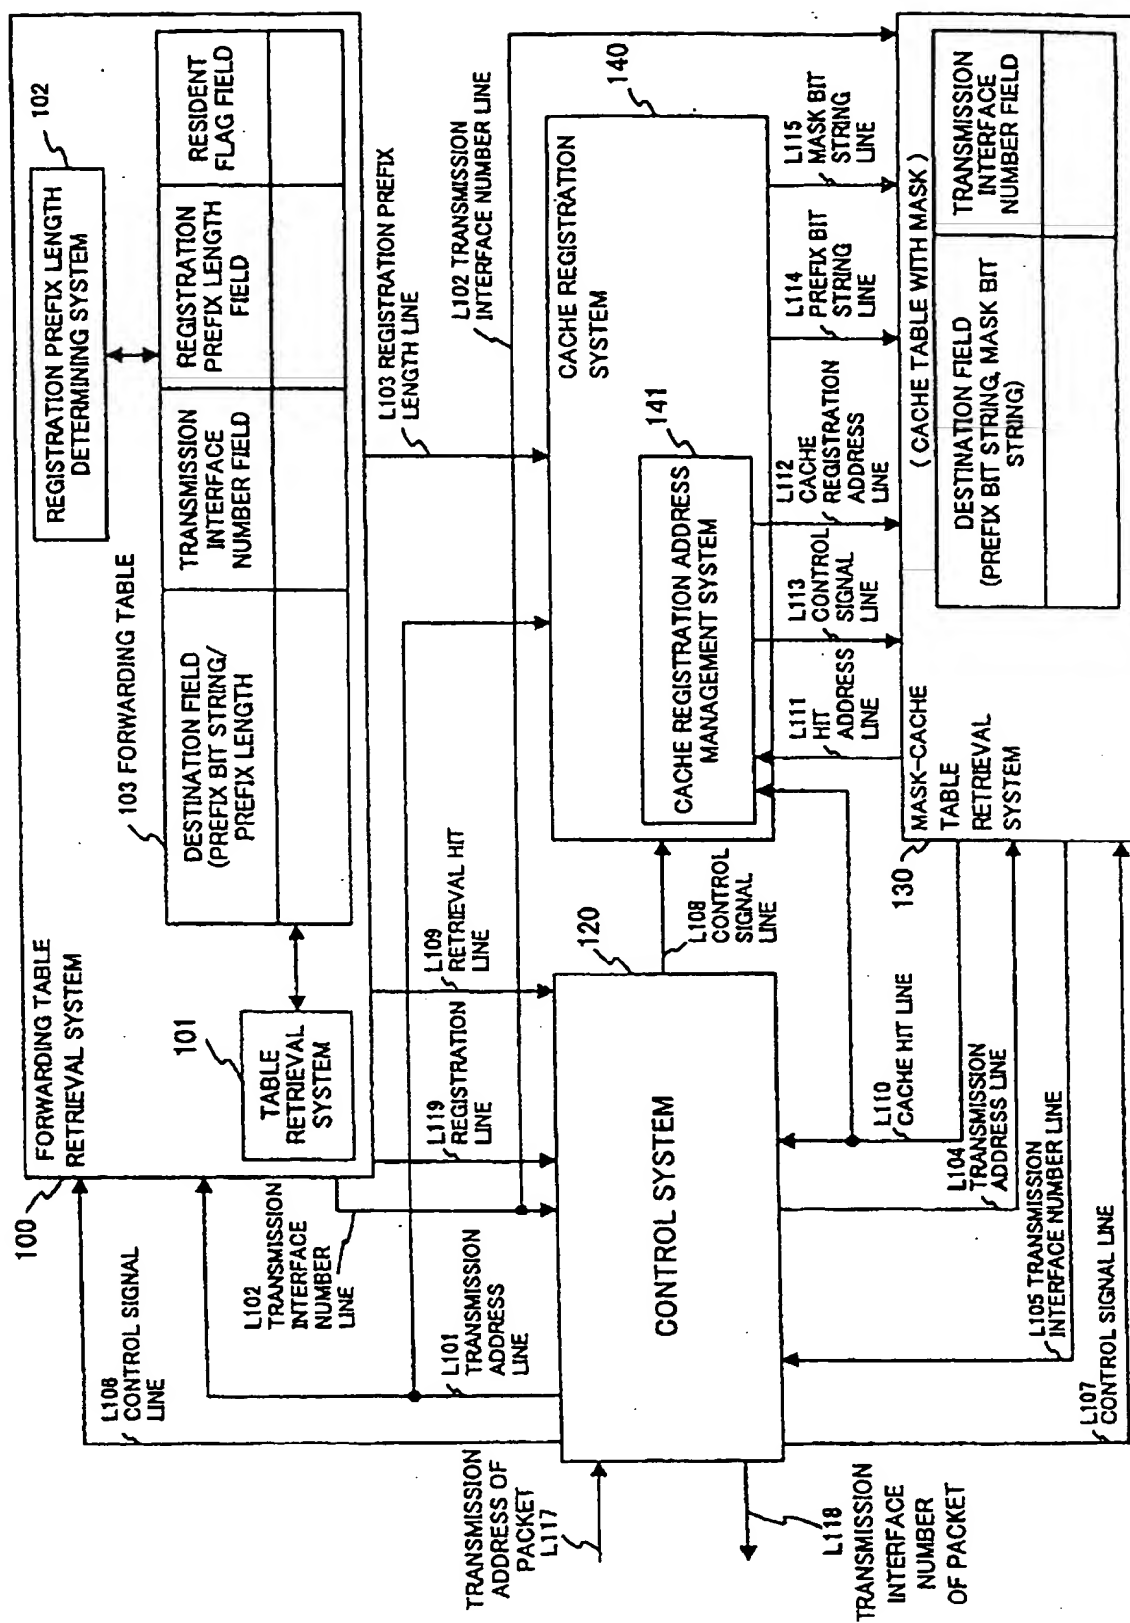 FORWARDING TABLE
RETRIEVAL SYSTEM
100
101
TABLE
RETRIEVAL
SYSTEM
103 FORWARDING TABLE
DESTINATION FIELD
(PREFIX BIT STRING/
PREFIX LENGTH
TRANSMISSION
INTERFACE
NUMBER FIELD
REGISTRATION
PREFIX LENGTH
FIELD
RESIDENT
FLAG FIELD
REGISTRATION PREFIX LENGTH
DETERMINING SYSTEM
102
L106
CONTROL SIGNAL
LINE
L102
TRANSMISSION
INTERFACE
NUMBER
LINE
L101
TRANSMISSION
ADDRESS
LINE
L119
REGISTRATION
LINE
L109
RETRIEVAL HIT
LINE
L103 REGISTRATION PREFIX
LENGTH LINE
L102 TRANSMISSION
INTERFACE NUMBER LINE
TRANSMISSION
ADDRESS OF
PACKET
L117
L118
TRANSMISSION
INTERFACE
NUMBER
OF PACKET
CONTROL SYSTEM
120
L108
CONTROL
SIGNAL
LINE
CACHE REGISTRATION
SYSTEM
140
CACHE REGISTRATION ADDRESS
MANAGEMENT SYSTEM
141
L110
CACHE HIT LINE
L104
TRANSMISSION
ADDRESS LINE
L105 TRANSMISSION
INTERFACE NUMBER LINE
L107
CONTROL SIGNAL LINE
L111
HIT
ADDRESS
LINE
L113
CONTROL
SIGNAL
LINE
L112
CACHE
REGISTRATION
ADDRESS
LINE
L114
PREFIX BIT
STRING
LINE
L115
MASK BIT
STRING
LINE
130
MASK-CACHE
TABLE
RETRIEVAL
SYSTEM
( CACHE TABLE WITH MASK )
DESTINATION FIELD
(PREFIX BIT STRING, MASK BIT
STRING)
TRANSMISSION
INTERFACE
NUMBER FIELD